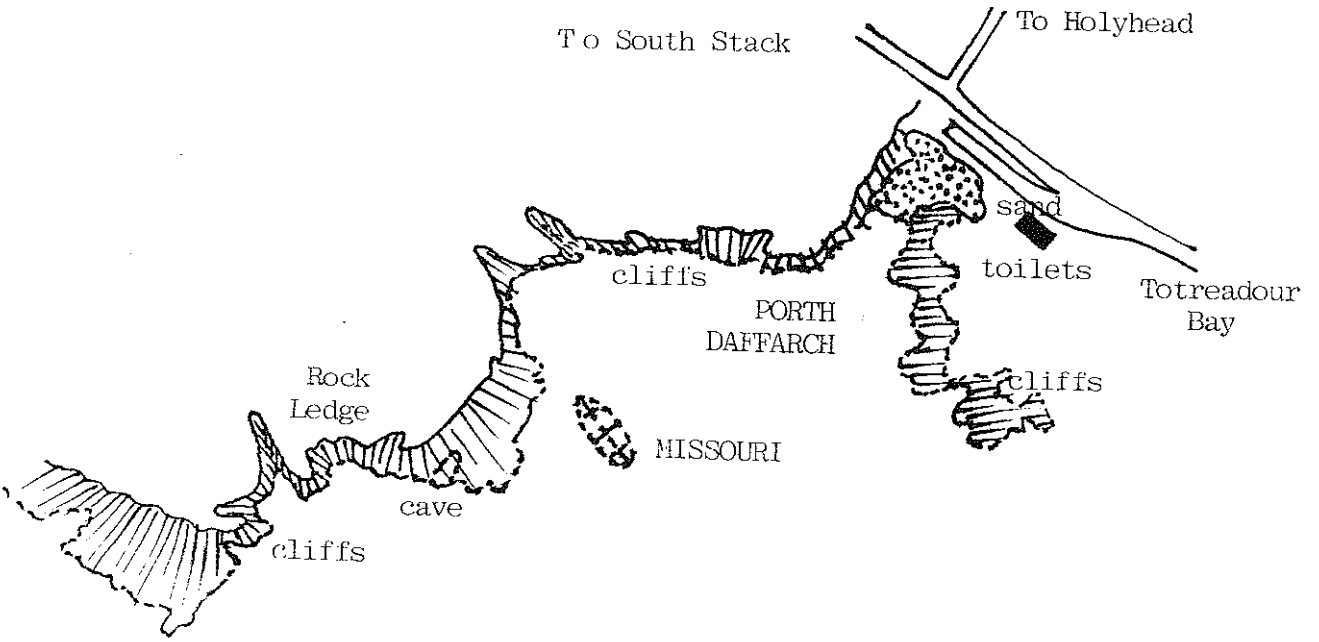 To South Stack
To Holyhead
sand
toilets
Totreadour
Bay
cliffs
PORTH
DAFFARCH
cliffs
Rock
Ledge
MISSOURI
cave
cliffs